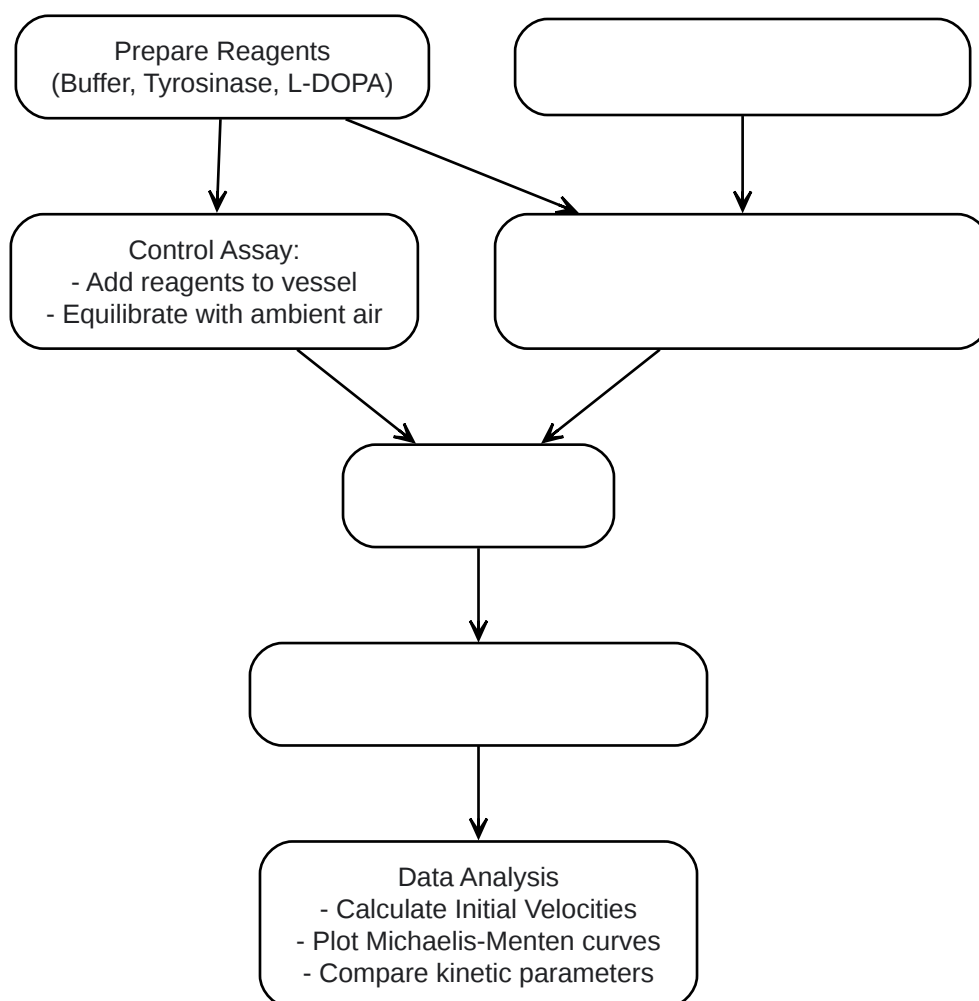 Prepare Reagents
(Buffer, Tyrosinase, L-DOPA)
Control Assay:
- Add reagents to vessel
- Equilibrate with ambient air
Data Analysis
- Calculate Initial Velocities
- Plot Michaelis-Menten curves
- Compare kinetic parameters